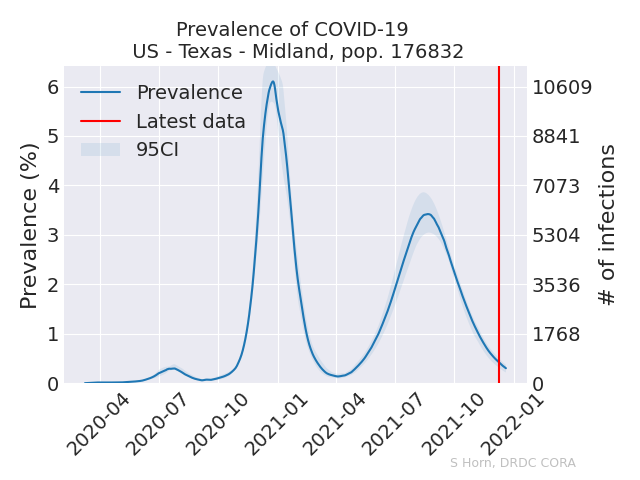 Prevalence of COVID-19
US - Texas - Midland, pop. 176832
Prevalence
Latest data
95CI
Prevalence (%)
6
5
4
3
2
1
0
10609
8841
7073
5304
3536
1768
0
# of infections
2020-04
2020-07
2020-10
2021-01
2021-04
2021-07
2021-10
2022-01
S Horn, DRDC CORA